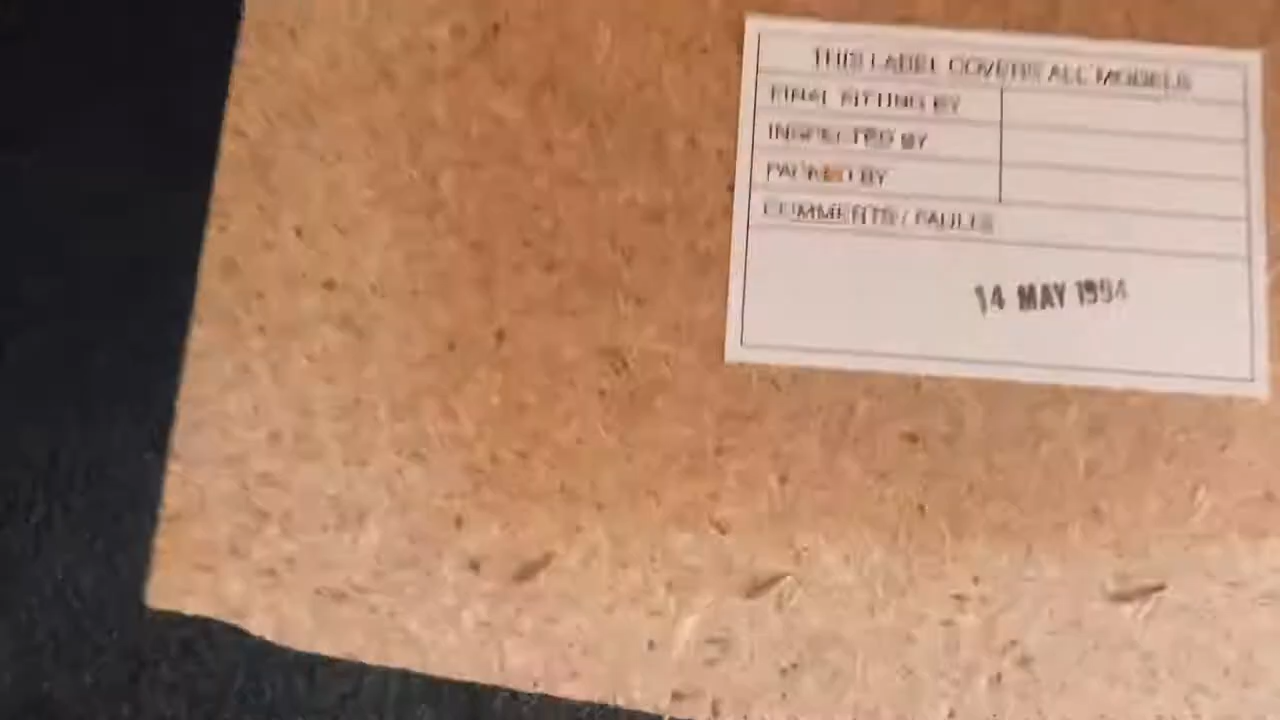 THIS LABEL COVERS ALL MODELS
FINAL FITTING BY
INSPECTED BY
PACKED BY
COMMENTS / FAULTS
14 MAY 1994